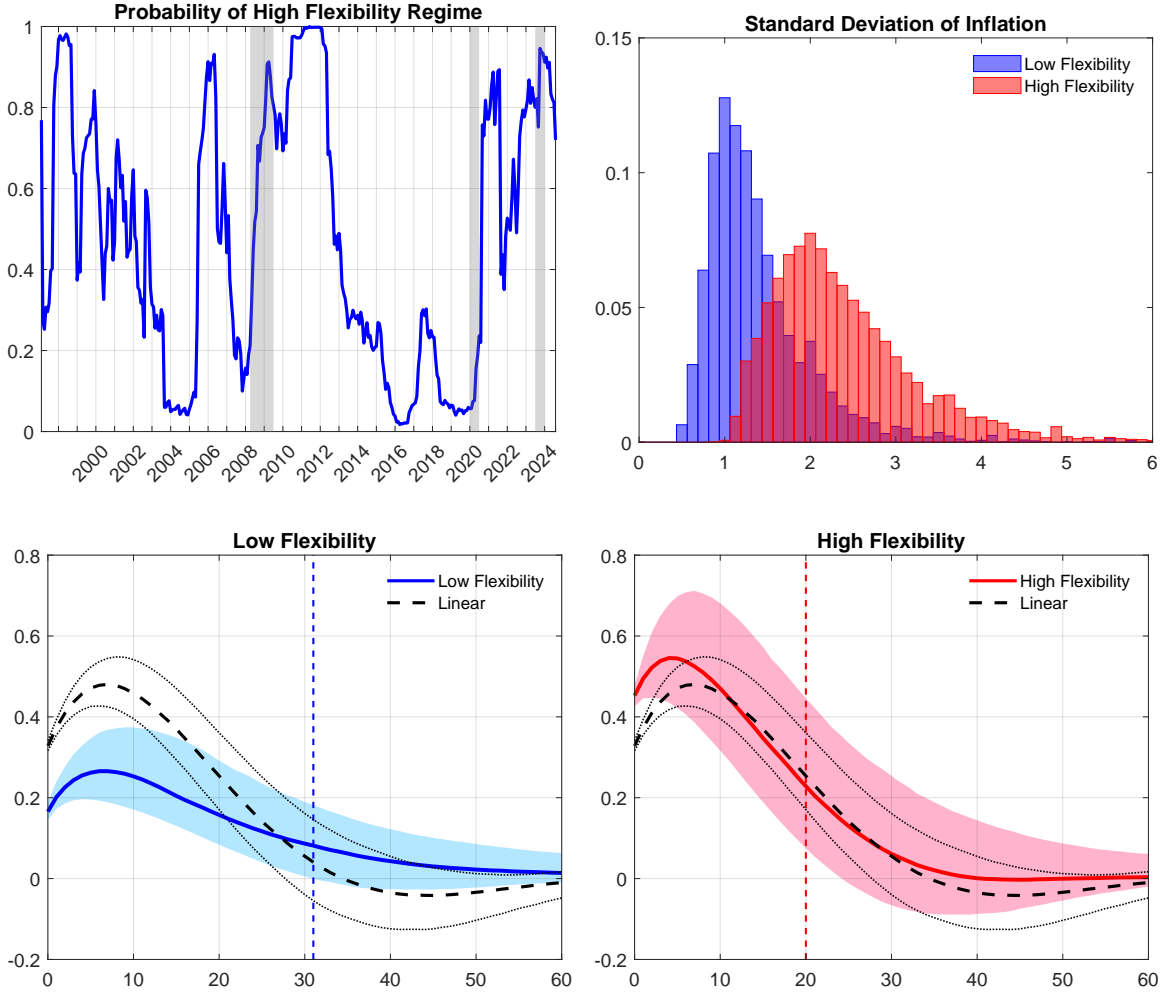 Probability of High Flexibility Regime
1
0.8
0.6
0.4
0.2
0
2000 2002 2004 2006 2008 2010 2012 2014 2016 2018 2020 2022 2024
Standard Deviation of Inflation
0.15
0.1
0.05
0
0 1 2 3 4 5 6
Low Flexibility
High Flexibility
Low Flexibility
0.8
0.6
0.4
0.2
0
-0.2
0 10 20 30 40 50 60
Low Flexibility
Linear
High Flexibility
0.8
0.6
0.4
0.2
0
-0.2
0 10 20 30 40 50 60
High Flexibility
Linear